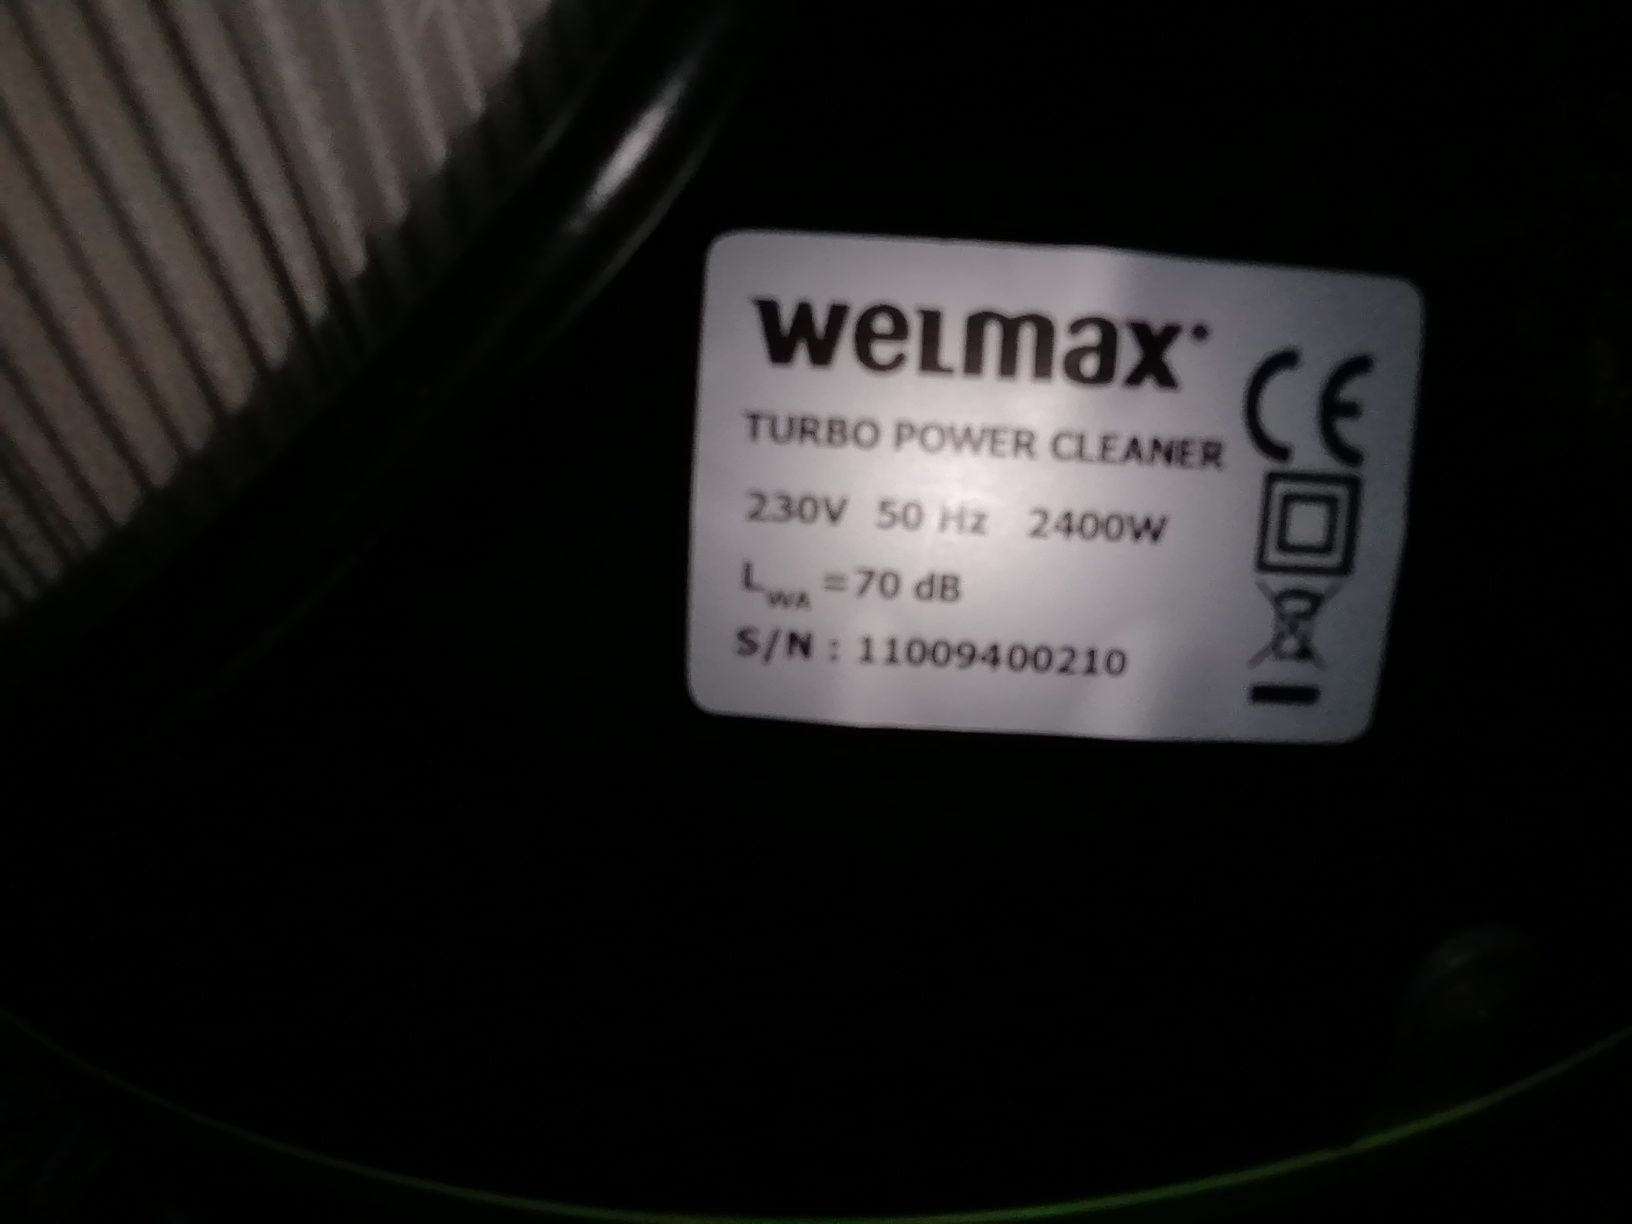 welmax
TURBO POWER CLEANER
230V 50 Hz 2400W
LWA =70 dB
S/N : 11009400210
CE